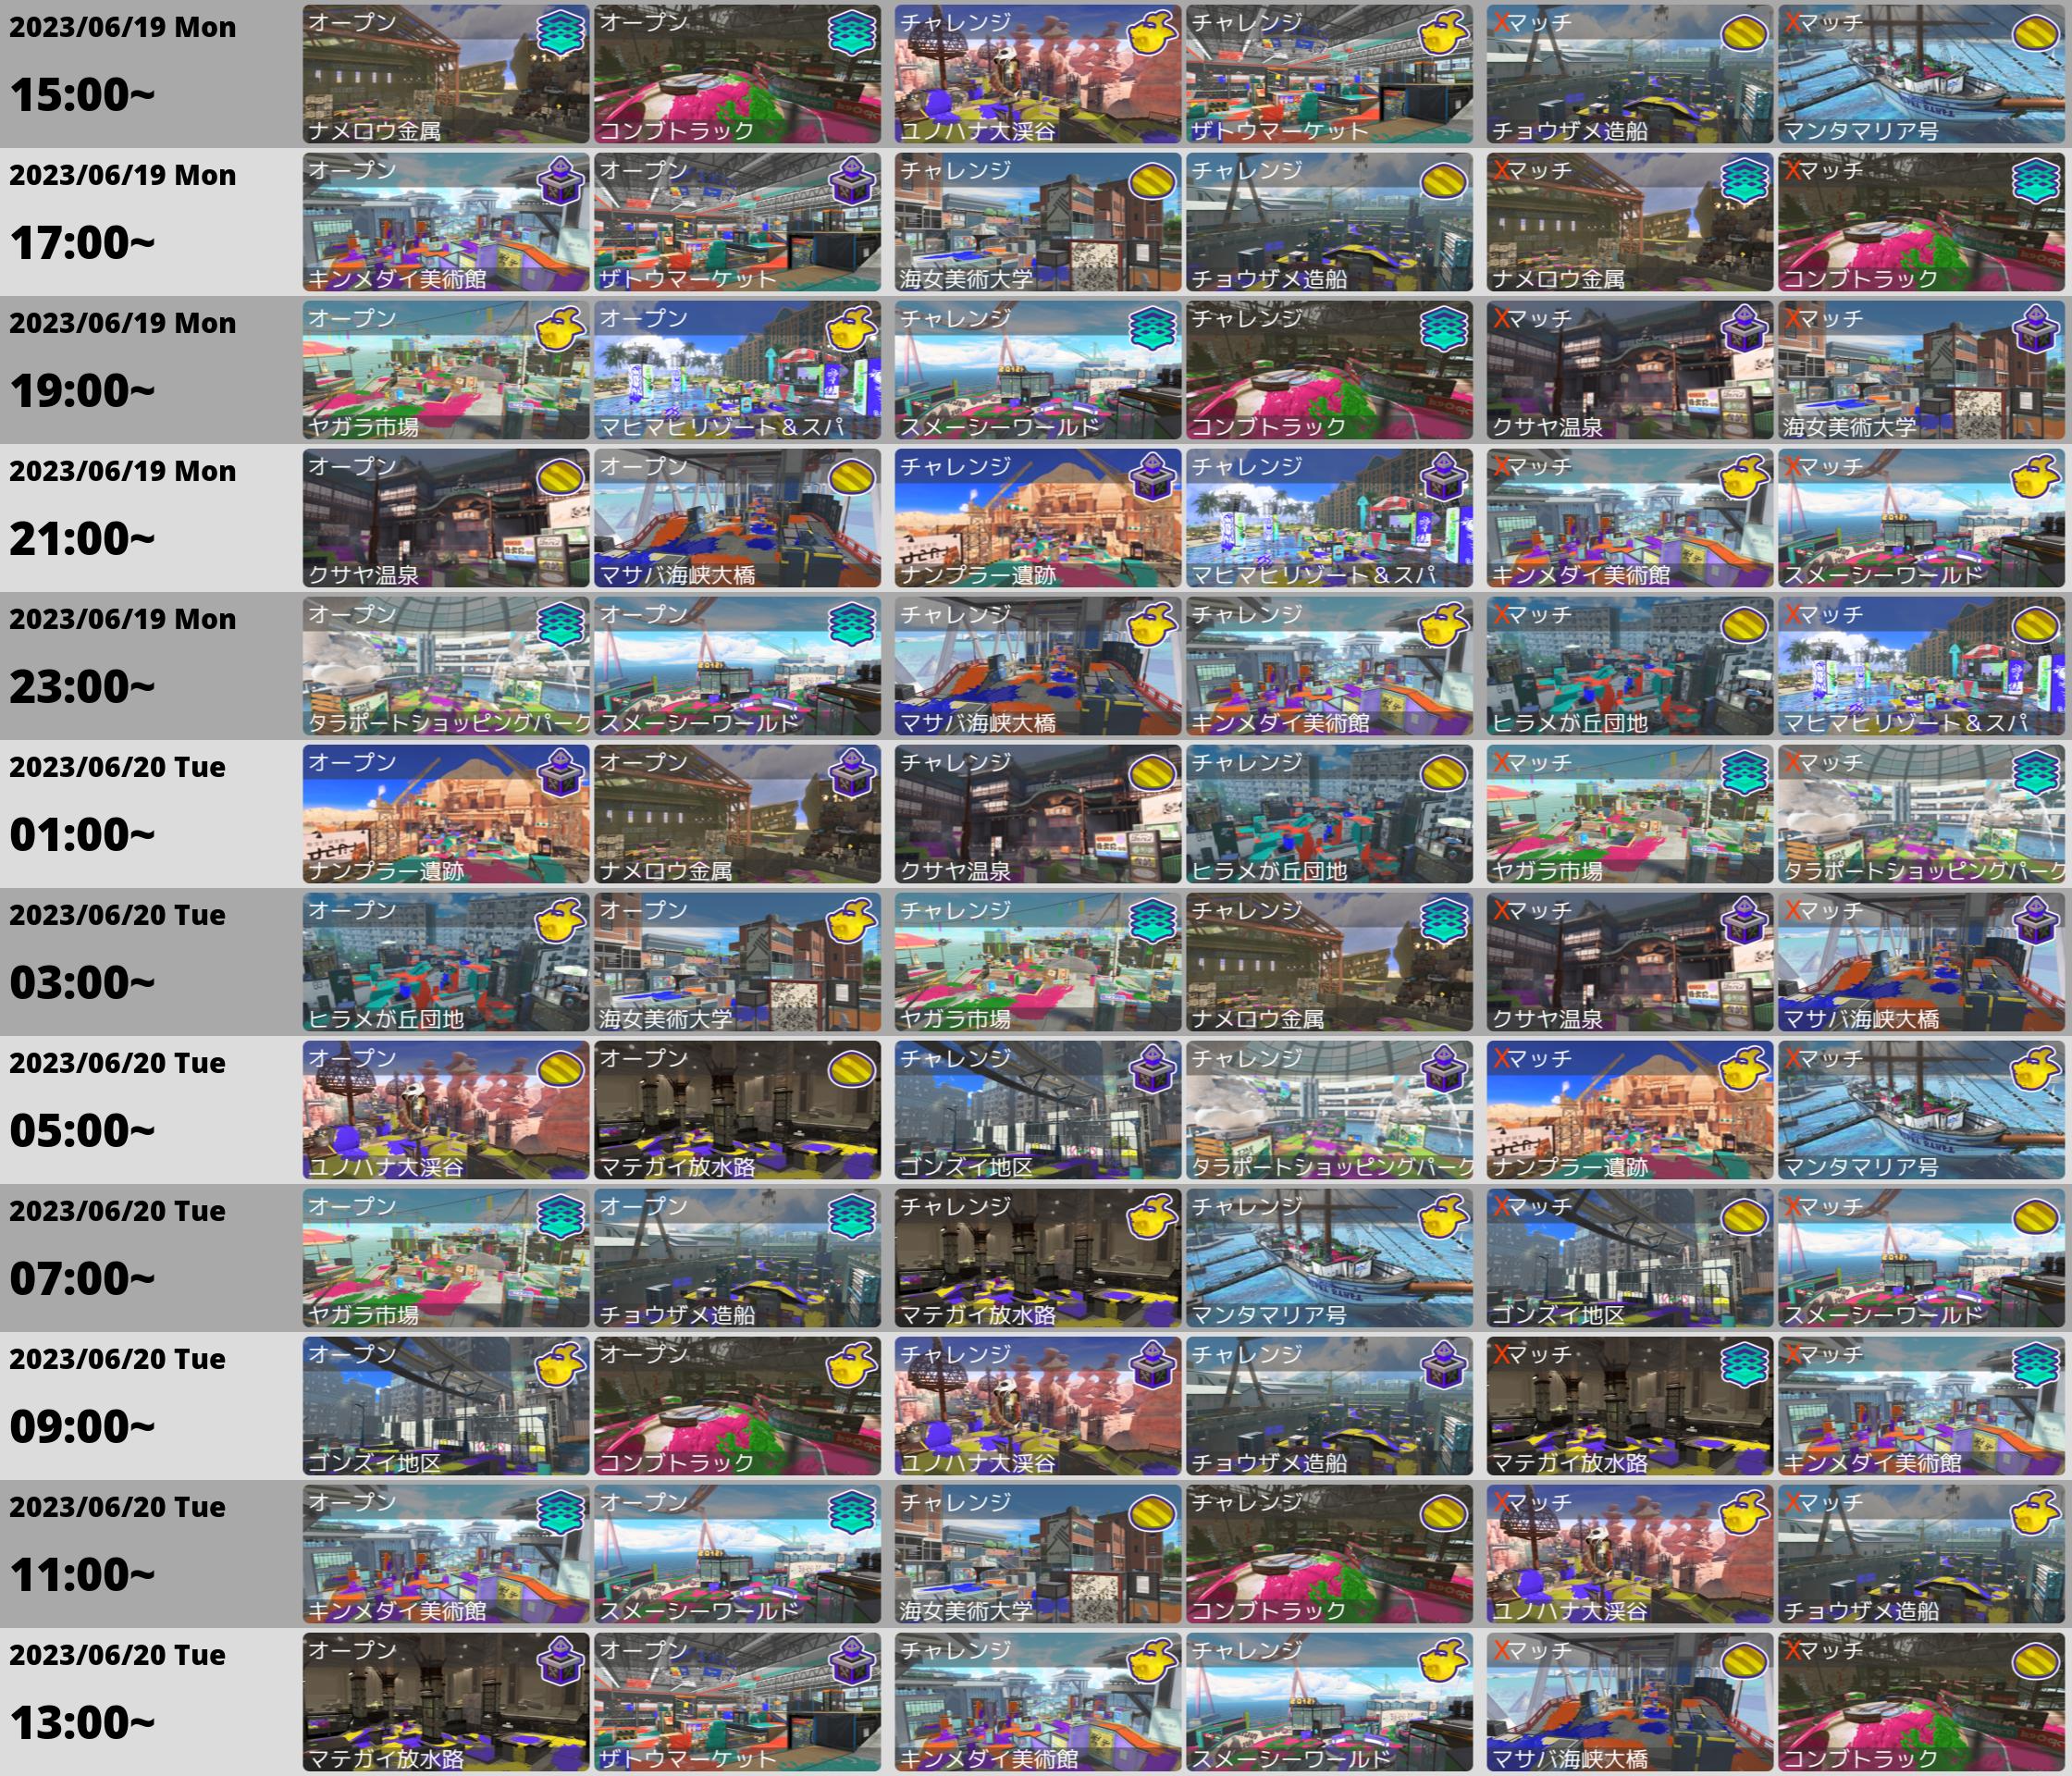 2023/06/19 Mon
15:00~
オープン オープン チャレンジ チャレンジ Xマッチ Xマッチ
ナメロウ金属 コンブトラック ユノハナ大渓谷 ザトウマーケット チョウザメ造船 マンタマリア号
2023/06/19 Mon
17:00~
オープン オープン チャレンジ チャレンジ Xマッチ Xマッチ
キンメダイ美術館 ザトウマーケット 海女美術大学 チョウザメ造船 ナメロウ金属 コンブトラック
2023/06/19 Mon
19:00~
オープン オープン チャレンジ チャレンジ Xマッチ Xマッチ
ヤガラ市場 マヒマヒリゾート＆スパ スメーシーワールド コンブトラック クサヤ温泉 海女美術大学
2023/06/19 Mon
21:00~
オープン オープン チャレンジ チャレンジ Xマッチ Xマッチ
クサヤ温泉 マサバ海峡大橋 ナンプラー遺跡 マヒマヒリゾート＆スパ キンメダイ美術館 スメーシーワールド
2023/06/19 Mon
23:00~
オープン オープン チャレンジ チャレンジ Xマッチ Xマッチ
タラポートショッピングパーク スメーシーワールド マサバ海峡大橋 キンメダイ美術館 ヒラメが丘団地 マヒマヒリゾート＆スパ
2023/06/20 Tue
01:00~
オープン オープン チャレンジ チャレンジ Xマッチ Xマッチ
ナンプラー遺跡 ナメロウ金属 クサヤ温泉 ヒラメが丘団地 ヤガラ市場 タラポートショッピングパーク
2023/06/20 Tue
03:00~
オープン オープン チャレンジ チャレンジ Xマッチ Xマッチ
ヒラメが丘団地 海女美術大学 ヤガラ市場 ナメロウ金属 クサヤ温泉 マサバ海峡大橋
2023/06/20 Tue
05:00~
オープン オープン チャレンジ チャレンジ Xマッチ Xマッチ
ユノハナ大渓谷 マテガイ放水路 ゴンズイ地区 タラポートショッピングパーク ナンプラー遺跡 マンタマリア号
2023/06/20 Tue
07:00~
オープン オープン チャレンジ チャレンジ Xマッチ Xマッチ
ヤガラ市場 チョウザメ造船 マテガイ放水路 マンタマリア号 ゴンズイ地区 スメーシーワールド
2023/06/20 Tue
09:00~
オープン オープン チャレンジ チャレンジ Xマッチ Xマッチ
ゴンズイ地区 コンブトラック ユノハナ大渓谷 チョウザメ造船 マテガイ放水路 キンメダイ美術館
2023/06/20 Tue
11:00~
オープン オープン チャレンジ チャレンジ Xマッチ Xマッチ
キンメダイ美術館 スメーシーワールド 海女美術大学 コンブトラック ユノハナ大渓谷 チョウザメ造船
2023/06/20 Tue
13:00~
オープン オープン チャレンジ チャレンジ Xマッチ Xマッチ
マテガイ放水路 ザトウマーケット キンメダイ美術館 スメーシーワールド マサバ海峡大橋 コンブトラック